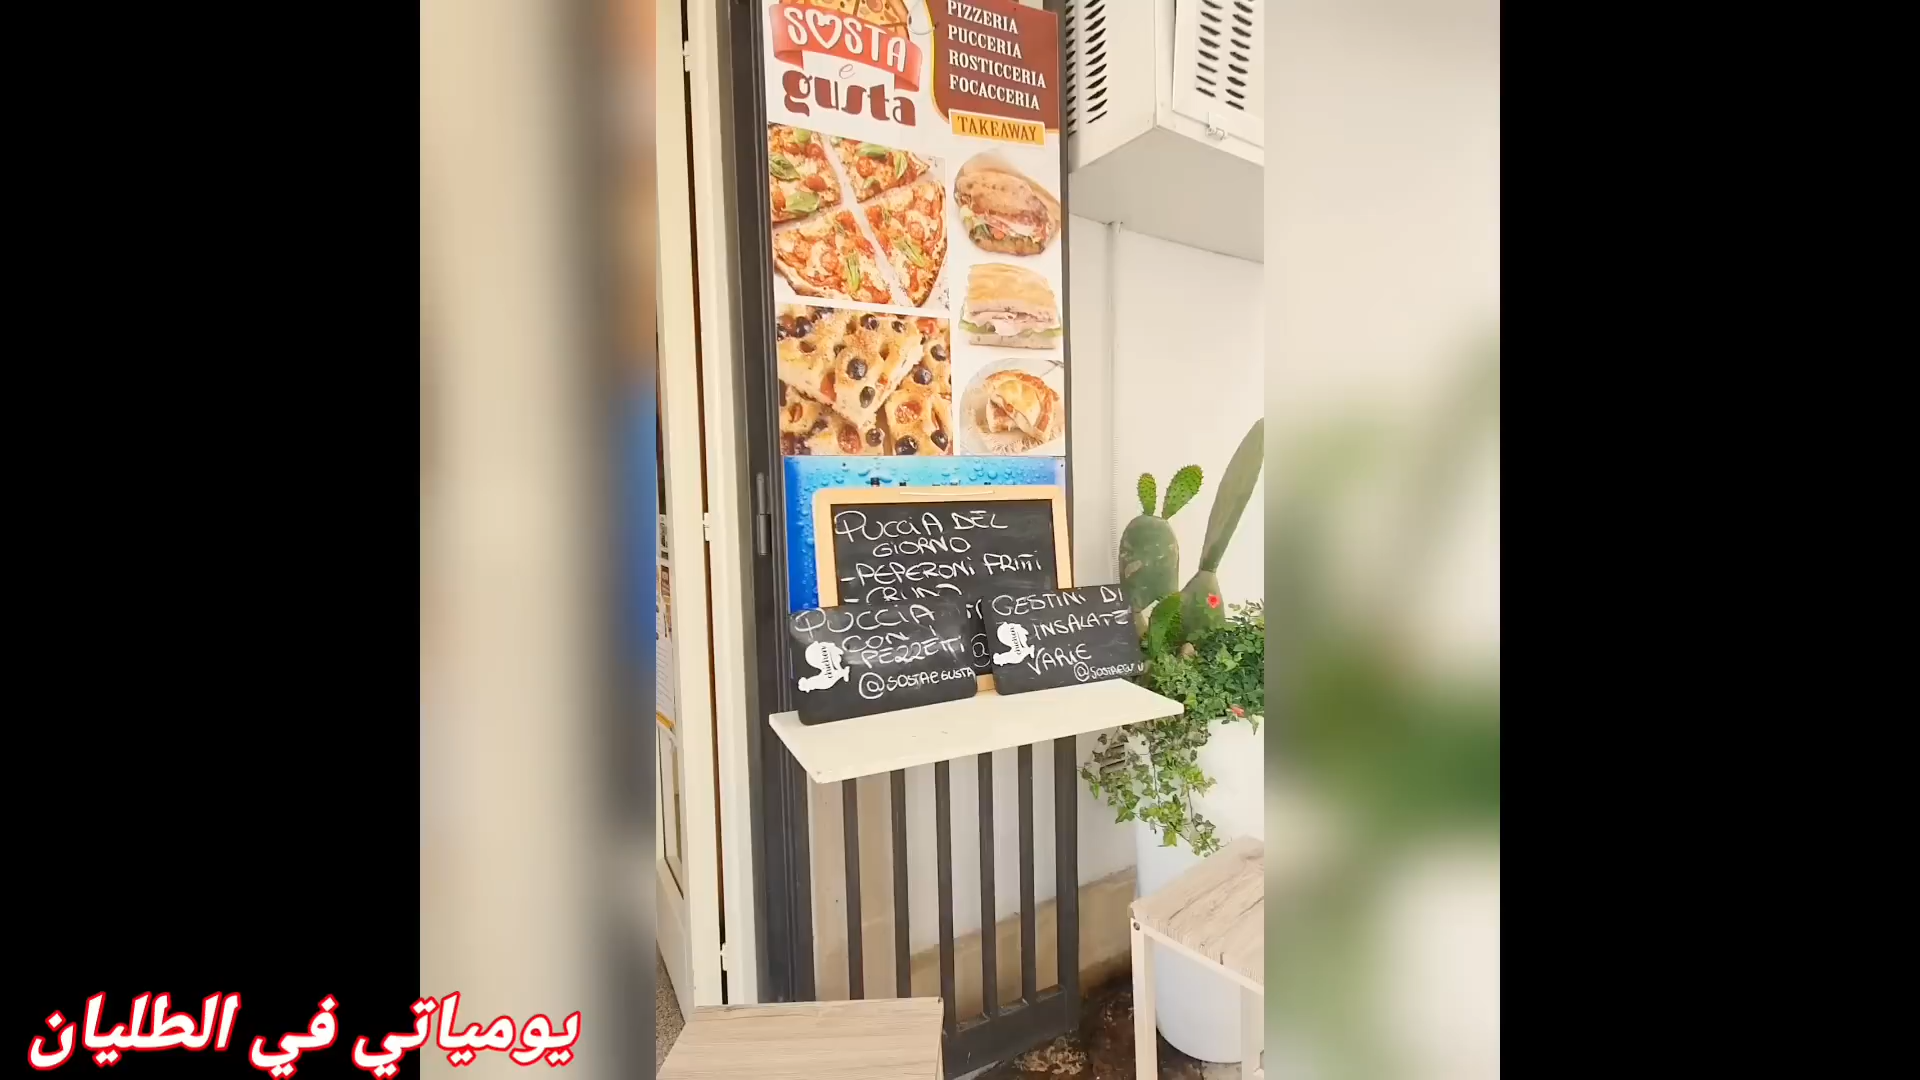 SOSTA
e
gusta
PIZZERIA
PUCCERIA
ROSTICCERIA
FOCACCERIA
TAKEAWAY
PUCCIA DEL
GIORNO
-PEPERONI FRITTI
PUCCIA
CON I
PEZZETTI
@SOSTAEGUSTA
GESTINI DI
INSALATE
VARIE
يومياتي في الطليان